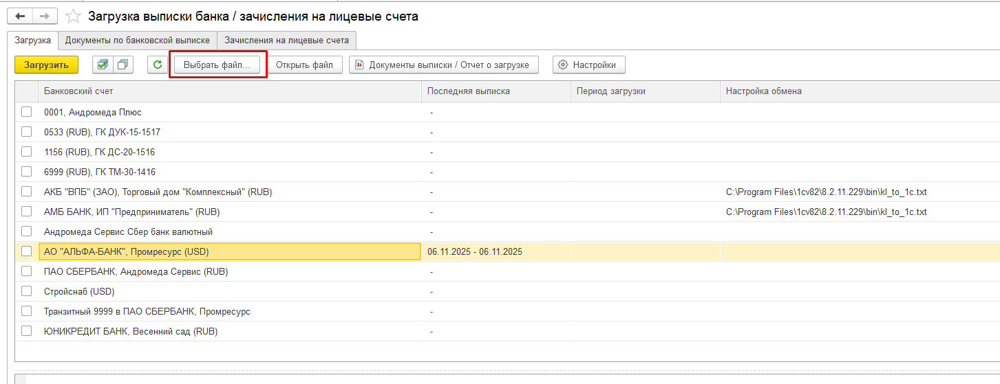 Загрузка выписки банка / зачисления на лицевые счета
Загрузка Документы по банковской выписке Зачисления на лицевые счета
Загрузить Выбрать файл... Открыть файл Документы выписки / Отчет о загрузке Настройки
Банковский счет Последняя выписка Период загрузки Настройка обмена
0001, Андромеда Плюс -
0533 (RUB), ГК ДУК-15-1517 -
1156 (RUB), ГК ДС-20-1516 -
6999 (RUB), ГК ТМ-30-1416 -
АКБ "ВПБ" (ЗАО), Торговый дом "Комплексный" (RUB) - C:\Program Files\1cv82\8.2.11.229\bin\kl_to_1c.txt
АМБ БАНК, ИП "Предприниматель" (RUB) - C:\Program Files\1cv82\8.2.11.229\bin\kl_to_1c.txt
Андромеда Сервис Сбер банк валютный -
АО "АЛЬФА-БАНК", Промресурс (USD) 06.11.2025 - 06.11.2025
ПАО СБЕРБАНК, Андромеда Сервис (RUB) -
Стройснаб (USD) -
Транзитный 9999 в ПАО СБЕРБАНК, Промресурс -
ЮНИКРЕДИТ БАНК, Весенний сад (RUB) -